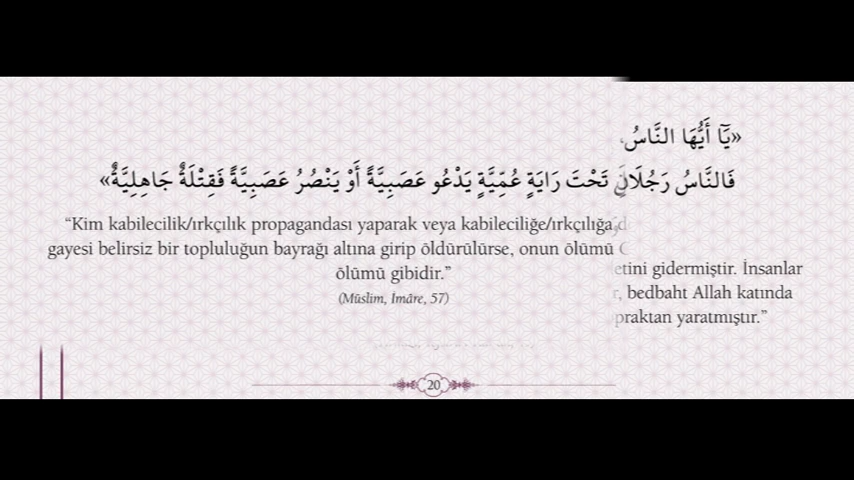 «يَٓا أَيُّهَا النَّاسُ،
فَالنَّاسُ رَجُلَانِ تَحْتَ رَايَةٍ عُمِّيَّةٍ يَدْعُو عَصَبِيَّةً أَوْ يَنْصُرُ عَصَبِيَّةً فَقِتْلَةٌ جَاهِلِيَّةٌ»
“Kim kabilecilik/ırkçılık propagandası yaparak veya kabileciliğe/ırkçılığa
gayesi belirsiz bir topluluğun bayrağı altına girip öldürülürse, onun ölümü
ölümü gibidir.”
(Müslim, İmâre, 57)
etini gidermiştir. İnsanlar
r, bedbaht Allah katında
praktan yaratmıştır.”
20